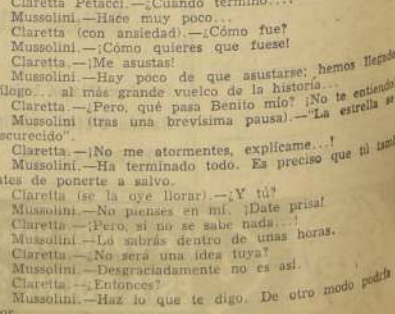 Claretta Petacci.—¿Cuándo terminó....
Mussolini.—Hace muy poco...
Claretta (con ansiedad).—¿Cómo fue?
Mussolini.—¡Cómo quieres que fuese!
Claretta.—¡Me asustas!
Mussolini.—Hay poco de que asustarse; hemos llegado
ílogo... al más grande vuelco de la historia...
Claretta.—¿Pero, qué pasa Benito mío? ¡No te entiendo
Mussolini (tras una brevísima pausa).—"La estrella se
scurecido".
Claretta.—¡No me atormentes, explícame...!
Mussolini.—Ha terminado todo. Es preciso que tú tamb
tes de ponerte a salvo.
Claretta (se la oye llorar).—¿Y tú?
Mussolini.—No pienses en mí. ¡Date prisa!
Claretta.—¡Pero, si no se sabe nada...!
Mussolini.—Lo sabrás dentro de unas horas.
Claretta.—¿No será una idea tuya?
Mussolini.—Desgraciadamente no es así.
Claretta.—¿Entonces?
Mussolini.—Haz lo que te digo. De otro modo podría